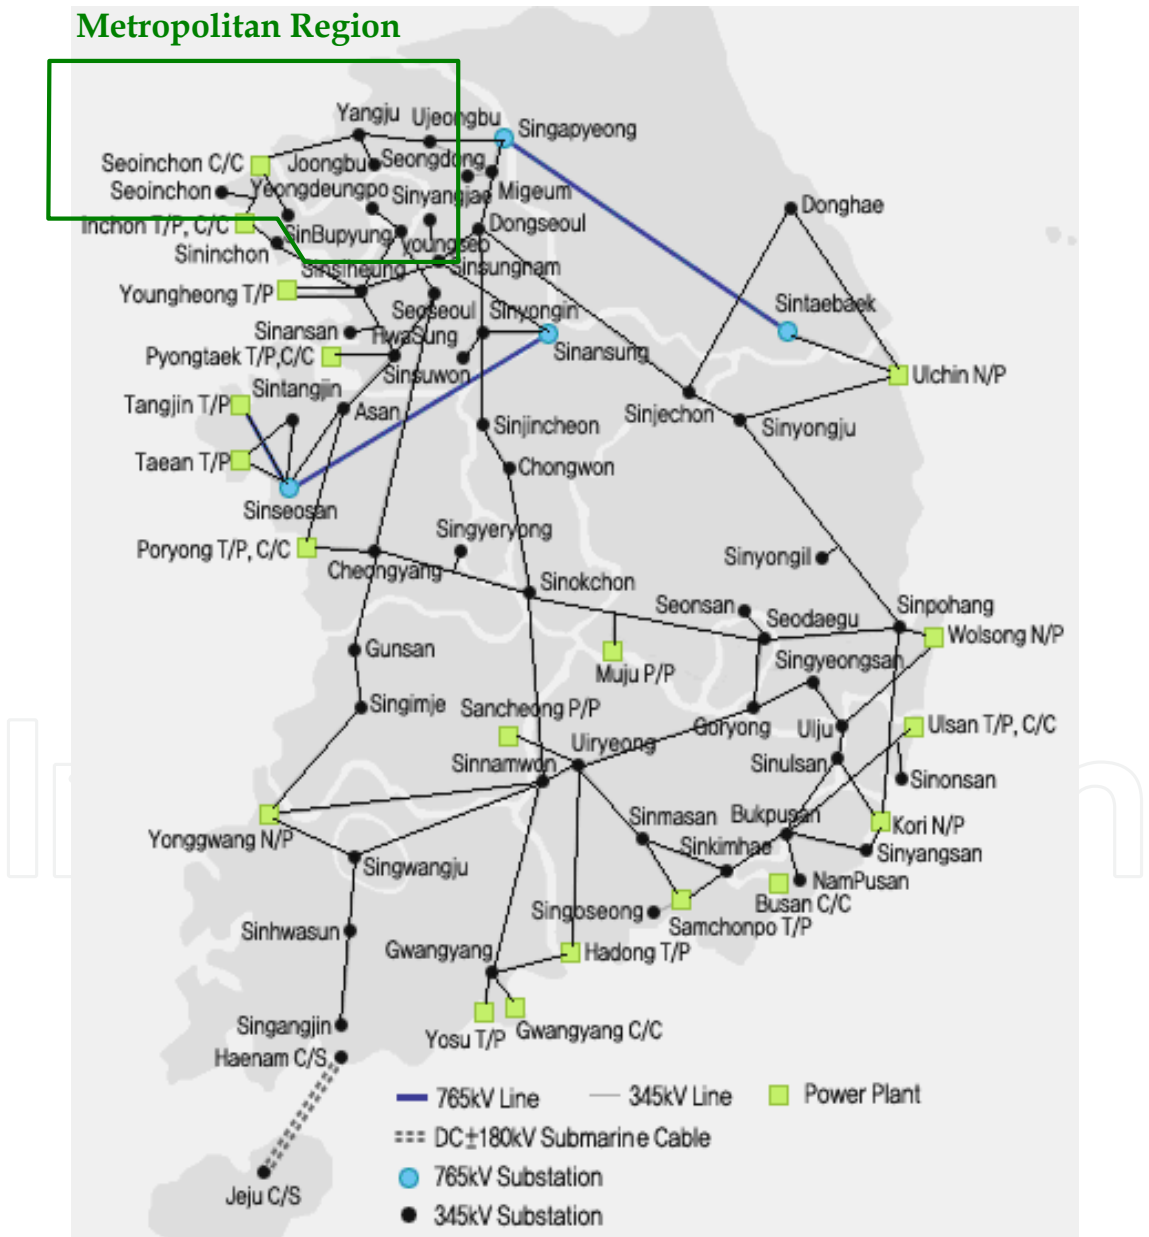 Metropolitan Region
Yangju
Ujeongbu
Singapyeong
Seoinchon C/C
Joongbu
Seongdong
Seoinchon
Yeongdeungpo
Sinyangjae
Migeum
Donghae
Inchon T/P, C/C
SinBupyung
Dongseoul
youngseo
Sininchon
Sinsiheung
Sinsungnam
Youngheong T/P
Seoseoul
Sinyongin
Sintaebaek
Sinansan
HwaSung
Sinansung
Pyongtaek T/P,C/C
Sinsuwon
Ulchin N/P
Sintangjin
Tangjin T/P
Asan
Sinjechon
Sinyongju
Sinjincheon
Taean T/P
Chongwon
Sinseosan
Singyeryong
Poryong T/P, C/C
Cheongyang
Sinyongil
Sinokchon
Seonsan
Seodaegu
Sinpohang
Wolsong N/P
Gunsan
Muju P/P
Singyeongsan
Singimje
Sancheong P/P
Goryong
Ulju
Ulsan T/P, C/C
Uiryeong
Sinnamwon
Sinulsan
Sinonsan
Yonggwang N/P
Sinmasan
Bukpusan
Kori N/P
Sinkimhae
Sinyangsan
Singwangju
NamPusan
Busan C/C
Singoseong
Samchonpo T/P
Sinhwasun
Gwangyang
Hadong T/P
Singangjin
Yosu T/P
Gwangyang C/C
Haenam C/S
Jeju C/S
765kV Line
345kV Line
Power Plant
DC±180kV Submarine Cable
765kV Substation
345kV Substation